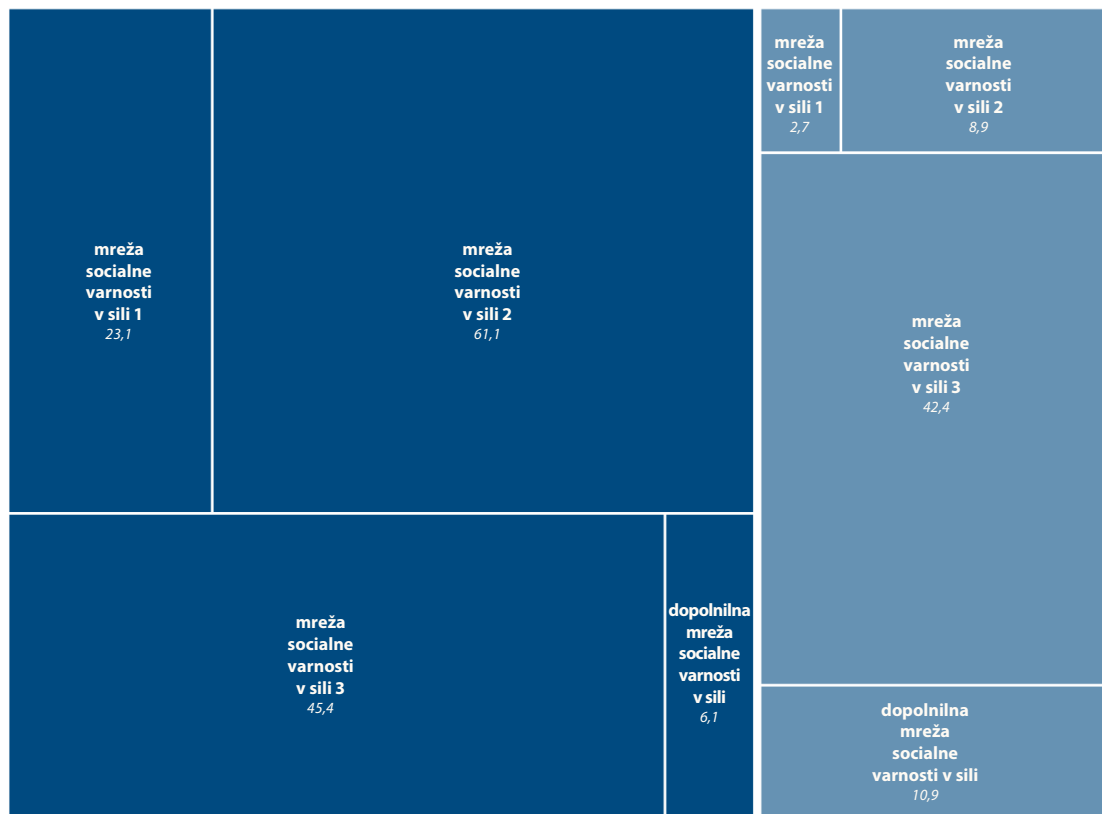 mreža
socialne
varnosti
v sili 1
23,1
mreža
socialne
varnosti
v sili 2
61,1
mreža
socialne
varnosti
v sili 3
45,4
dopolnilna
mreža
socialne
varnosti
v sili
6,1
mreža
socialne
varnosti
v sili 1
2,7
mreža
socialne
varnosti
v sili 2
8,9
mreža
socialne
varnosti
v sili 3
42,4
dopolnilna
mreža
socialne
varnosti v sili
10,9